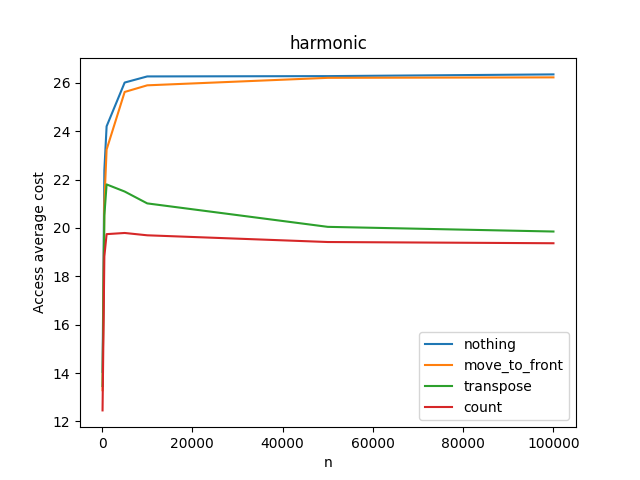 harmonic
Access average cost
26
24
22
20
18
16
14
12
nothing
move_to_front
transpose
count
0 20000 40000 60000 80000 100000
n